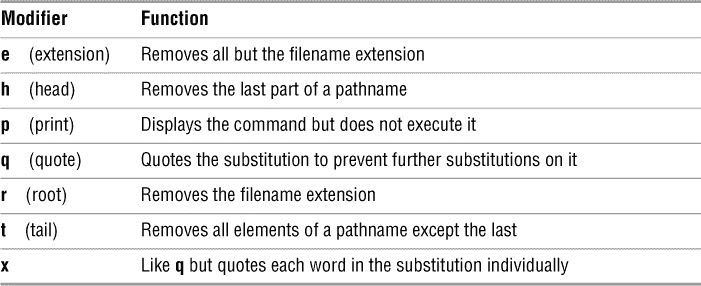 Modifier Function
e (extension) Removes all but the filename extension
h (head) Removes the last part of a pathname
p (print) Displays the command but does not execute it
q (quote) Quotes the substitution to prevent further substitutions on it
r (root) Removes the filename extension
t (tail) Removes all elements of a pathname except the last
x Like q but quotes each word in the substitution individually